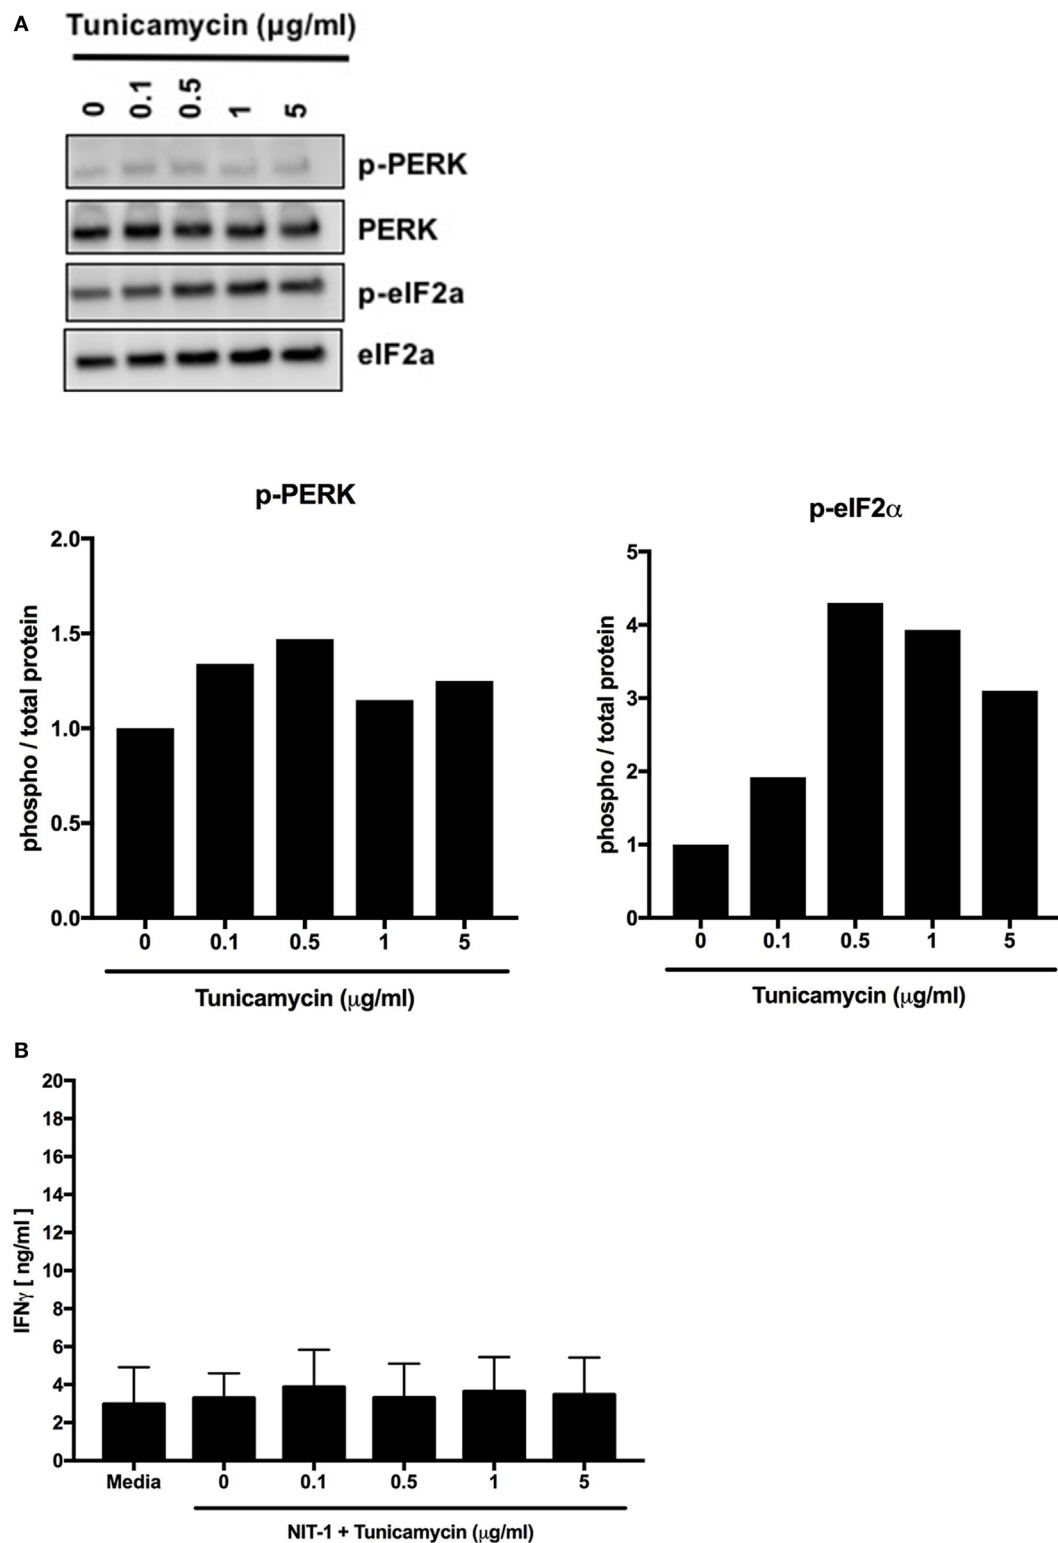 A
Tunicamycin (μg/ml)
0 0.1 0.5 1 5
p-PERK
PERK
p-eIF2a
eIF2a
p-PERK
phospho / total protein
2.0
1.5
1.0
0.5
0.0
0 0.1 0.5 1 5
Tunicamycin (μg/ml)
p-eIF2α
phospho / total protein
5
4
3
2
1
0
0 0.1 0.5 1 5
Tunicamycin (μg/ml)
B
IFNγ [ ng/ml ]
20
18
16
14
12
10
8
6
4
2
0
Media 0 0.1 0.5 1 5
NIT-1 + Tunicamycin (μg/ml)